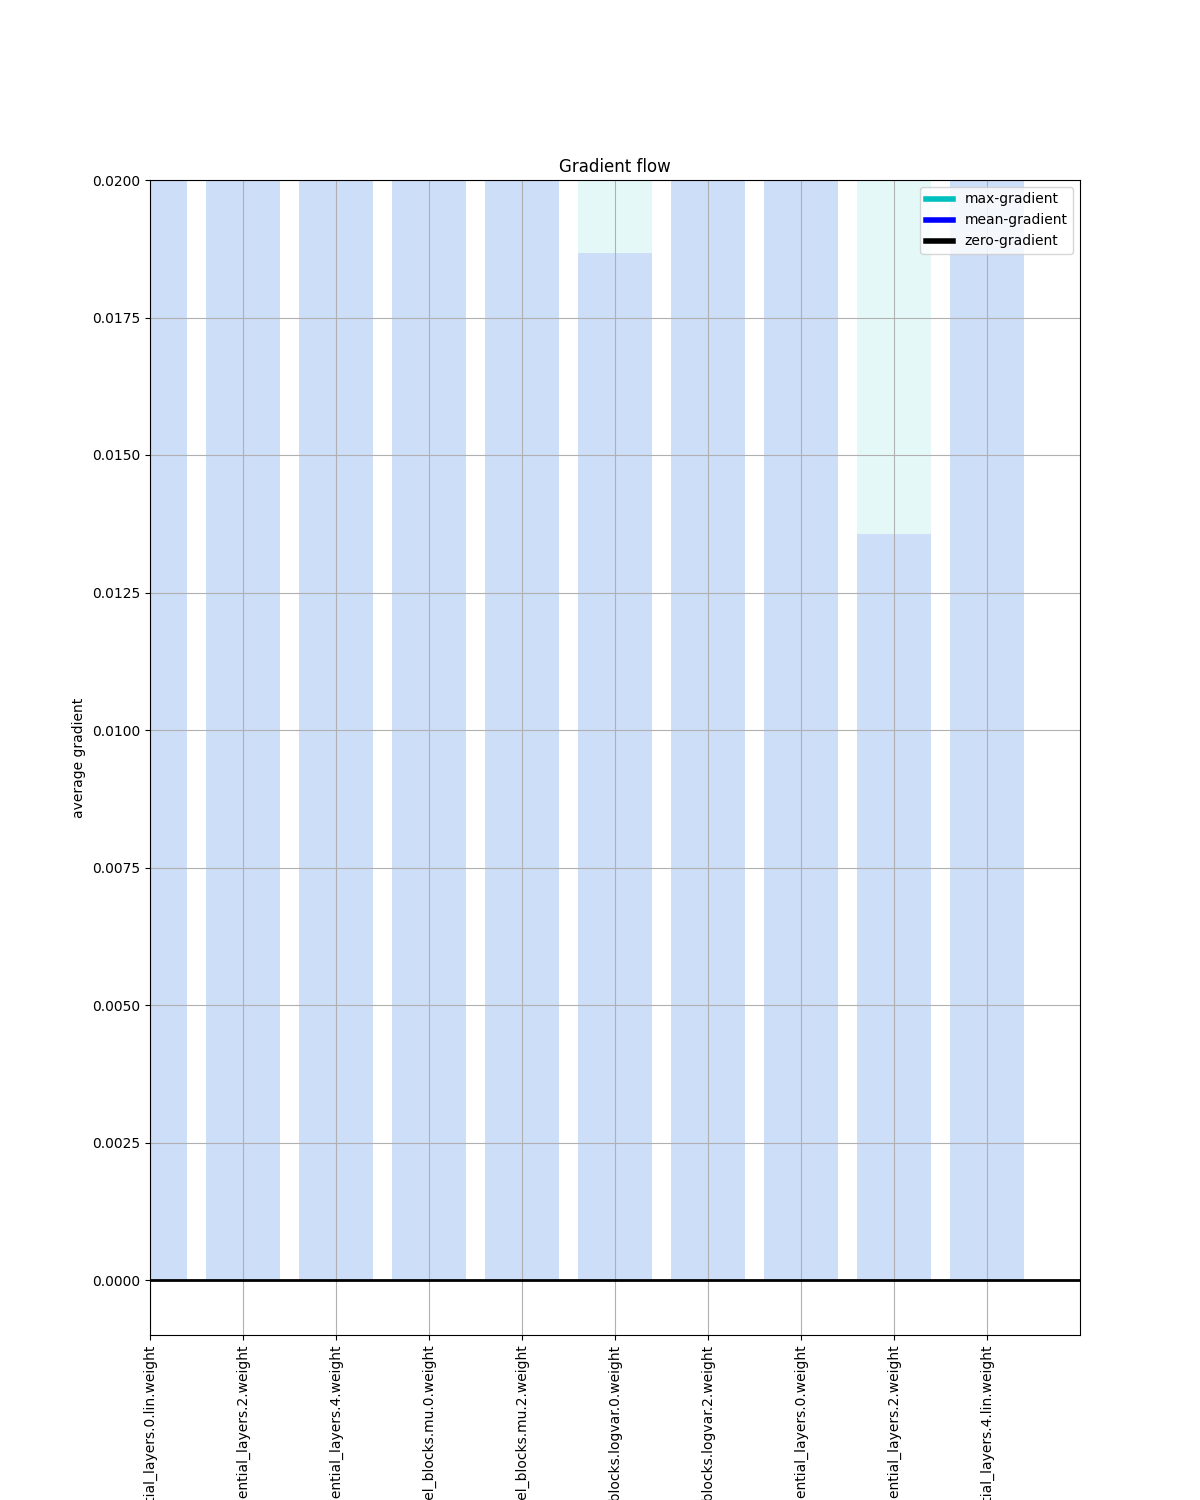 Gradient flow
max-gradient
mean-gradient
zero-gradient
average gradient
0.0200
0.0175
0.0150
0.0125
0.0100
0.0075
0.0050
0.0025
0.0000
tial_layers.0.lin.weight
ential_layers.2.weight
ential_layers.4.weight
el_blocks.mu.0.weight
el_blocks.mu.2.weight
blocks.logvar.0.weight
blocks.logvar.2.weight
ential_layers.0.weight
ential_layers.2.weight
tial_layers.4.lin.weight